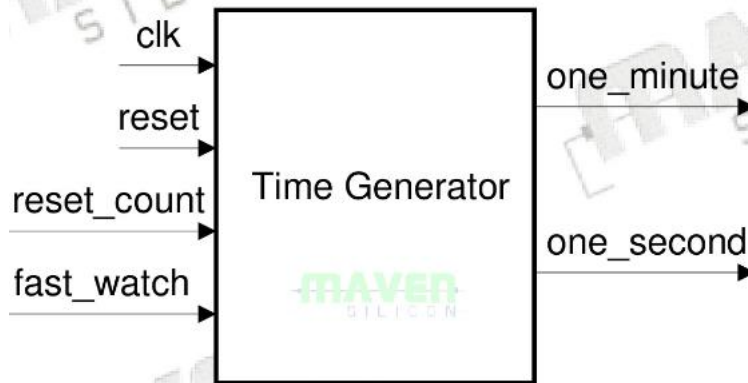 clk
reset
reset_count
fast_watch
Time Generator
MAVEN
SILICON
one_minute
one_second